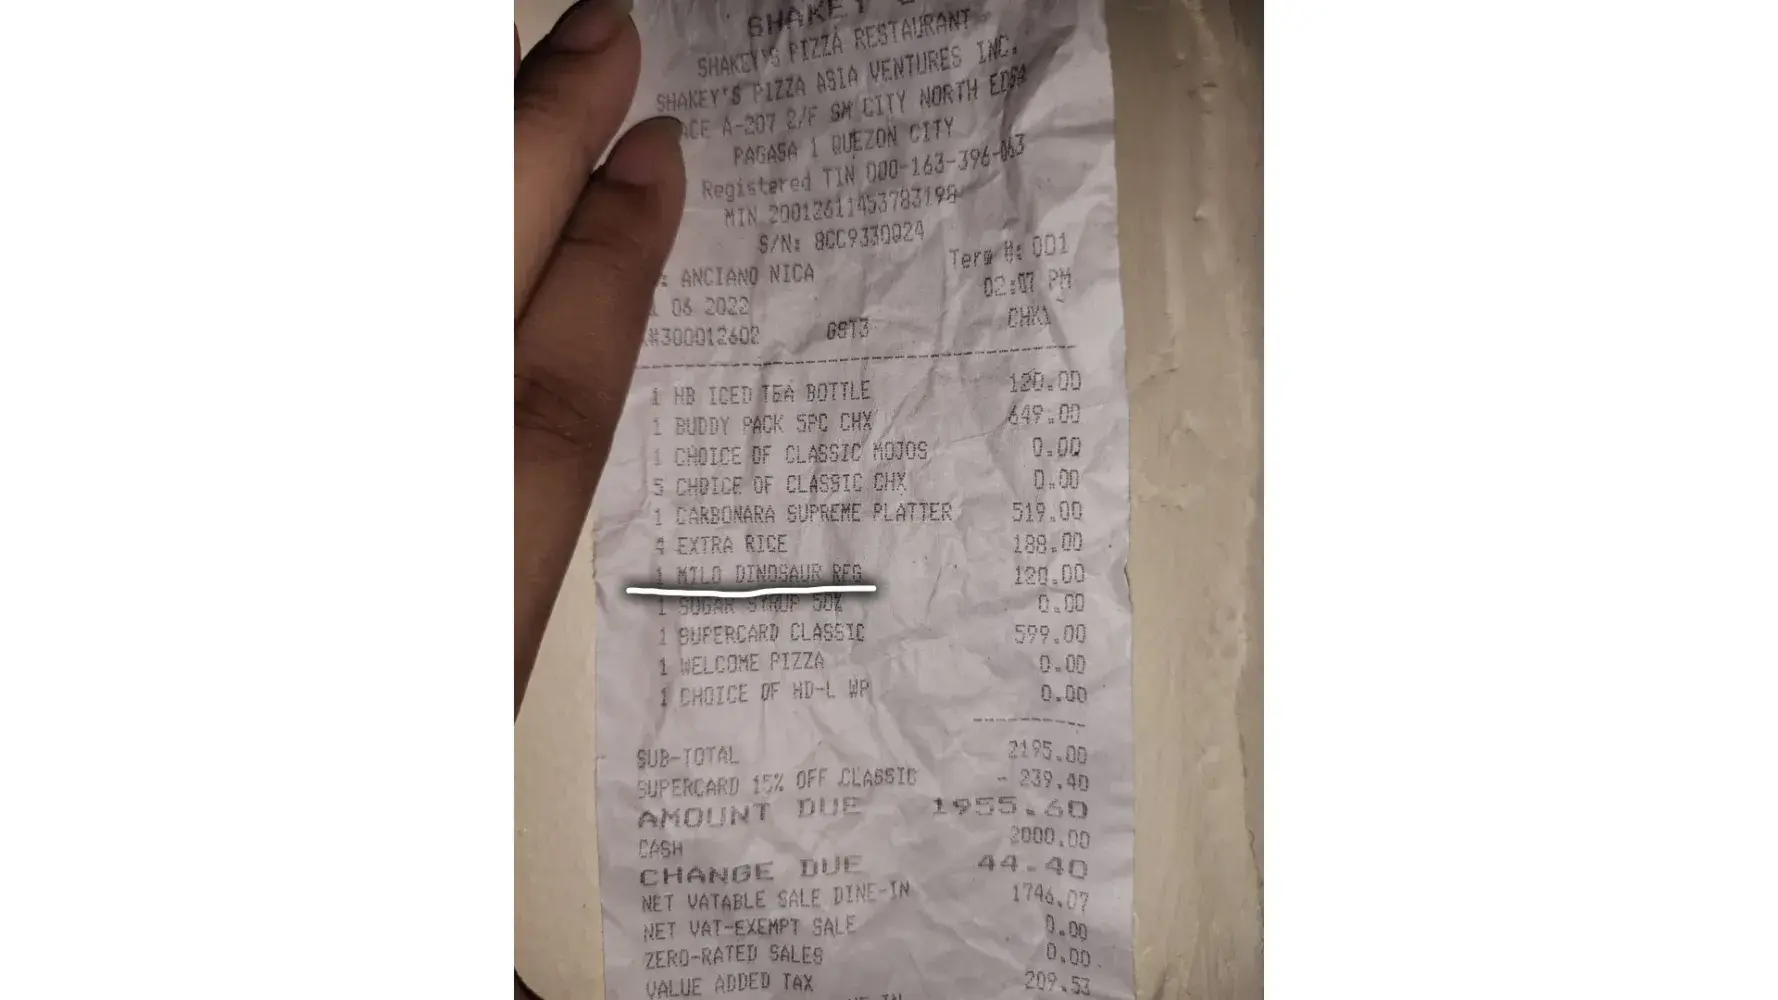 SHAKEY'S PIZZA RESTAURANT
SHAKEY'S PIZZA ASIA VENTURES INC.
ACE A-207 2/F SM CITY NORTH EDSA
PAGASA 1 QUEZON CITY
Registered TIN 000-163-396-063
MIN 20012611453783198
S/N: 8CC9330Q24
: ANCIANO NICA Term #: 001
06 2022 02:07 PM
#300012602 GST3 CHK1
1 HB ICED TEA BOTTLE 120.00
1 BUDDY PACK 5PC CHX 649.00
1 CHOICE OF CLASSIC MOJOS 0.00
5 CHOICE OF CLASSIC CHX 0.00
1 CARBONARA SUPREME PLATTER 519.00
4 EXTRA RICE 188.00
1 MILO DINOSAUR REG 120.00
1 SUGAR SYRUP 50% 0.00
1 SUPERCARD CLASSIC 599.00
1 WELCOME PIZZA 0.00
1 CHOICE OF HD-L WP 0.00
SUB-TOTAL 2195.00
SUPERCARD 15% OFF CLASSIC - 239.40
AMOUNT DUE 1955.60
CASH 2000.00
CHANGE DUE 44.40
NET VATABLE SALE DINE-IN 1746.07
NET VAT-EXEMPT SALE 0.00
ZERO-RATED SALES 0.00
VALUE ADDED TAX 209.53